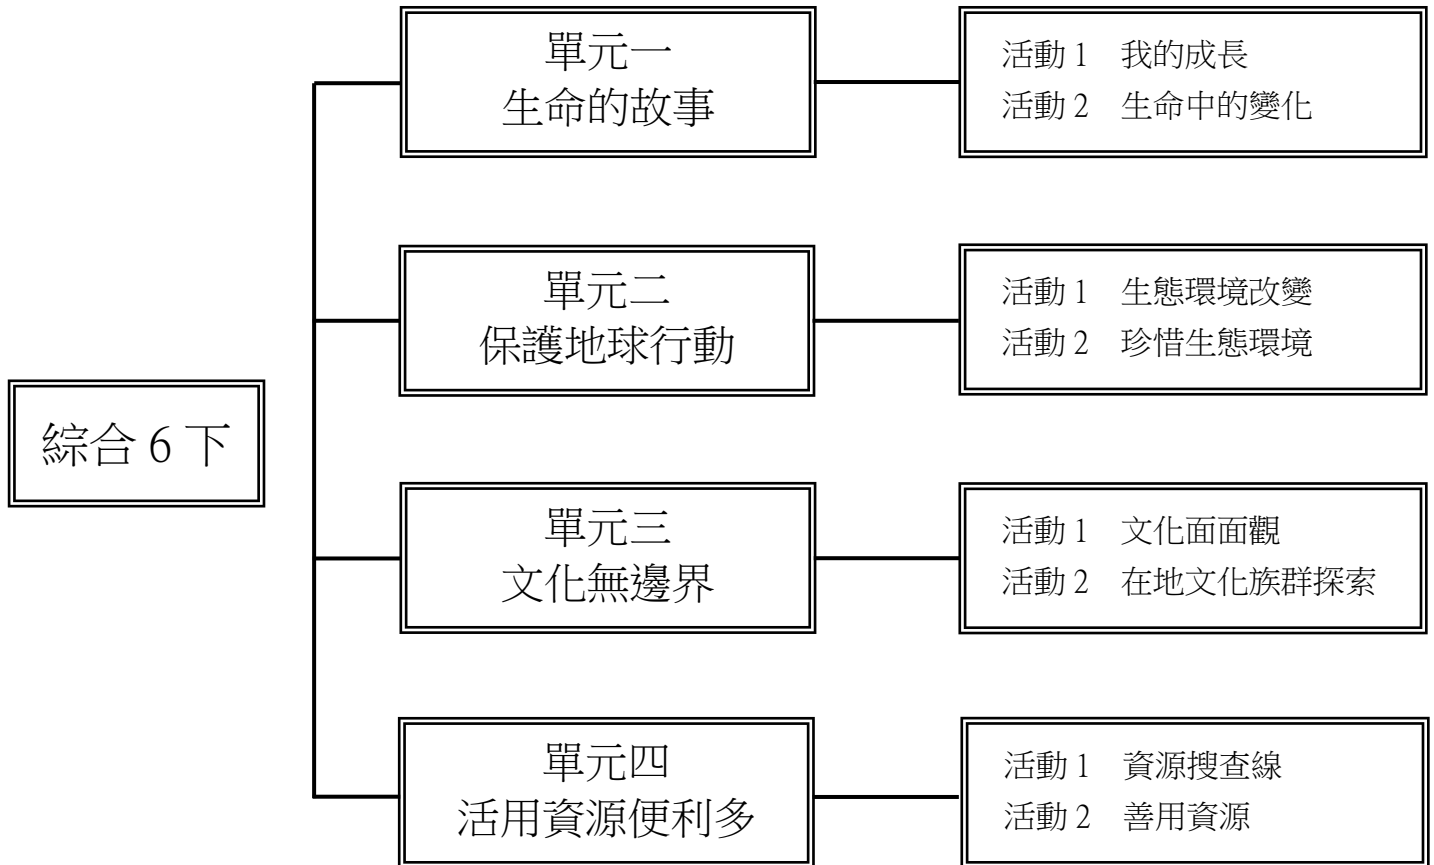 綜合 6 下
單元一
生命的故事
活動 1 我的成長
活動 2 生命中的變化
單元二
保護地球行動
活動 1 生態環境改變
活動 2 珍惜生態環境
單元三
文化無邊界
活動 1 文化面面觀
活動 2 在地文化族群探索
單元四
活用資源便利多
活動 1 資源搜查線
活動 2 善用資源